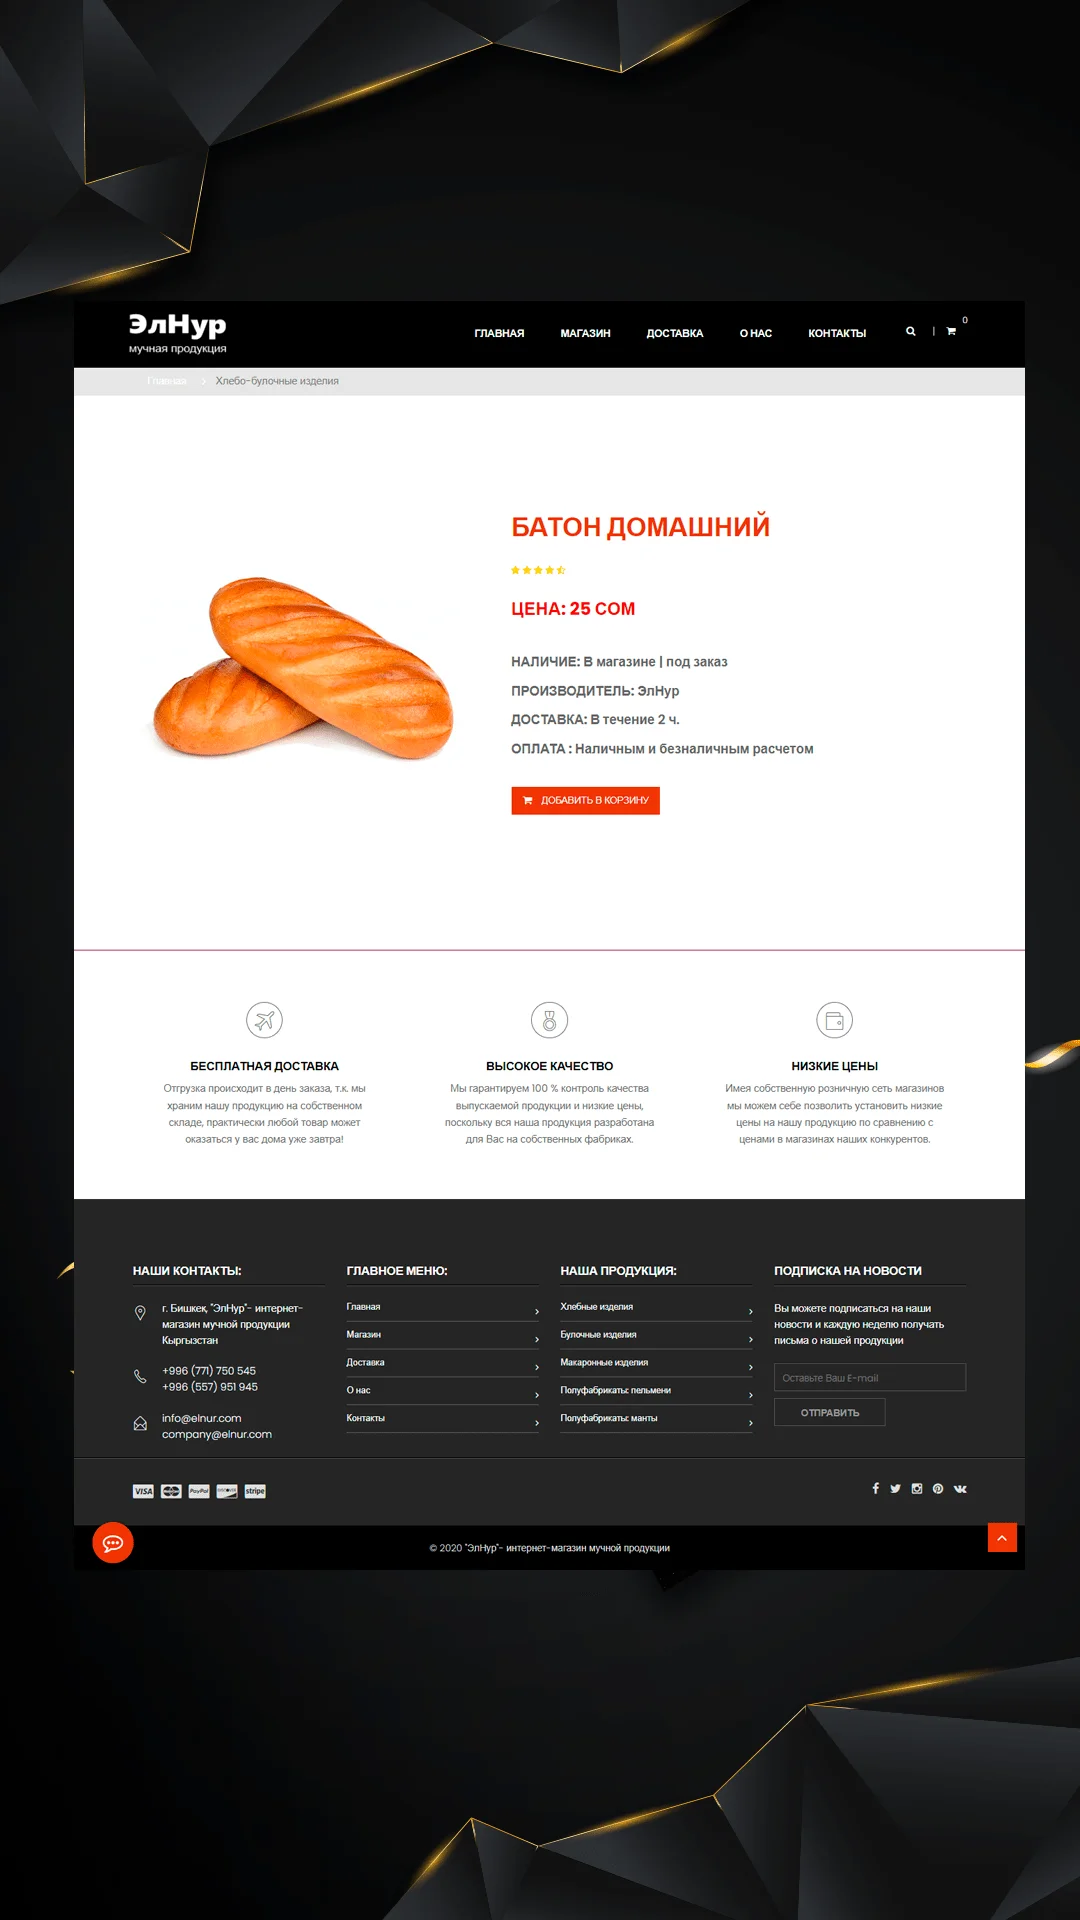 ЭлНур
мучная продукция
ГЛАВНАЯ
МАГАЗИН
ДОСТАВКА
О НАС
КОНТАКТЫ
0
Главная
Хлебо-булочные изделия
БАТОН ДОМАШНИЙ
ЦЕНА: 25 СОМ
НАЛИЧИЕ: В магазине | под заказ
ПРОИЗВОДИТЕЛЬ: ЭлНур
ДОСТАВКА: В течение 2 ч.
ОПЛАТА : Наличным и безналичным расчетом
ДОБАВИТЬ В КОРЗИНУ
БЕСПЛАТНАЯ ДОСТАВКА
Отгрузка происходит в день заказа, т.к. мы
храним нашу продукцию на собственном
складе, практически любой товар может
оказаться у вас дома уже завтра!
ВЫСОКОЕ КАЧЕСТВО
Мы гарантируем 100 % контроль качества
выпускаемой продукции и низкие цены,
поскольку вся наша продукция разработана
для Вас на собственных фабриках.
НИЗКИЕ ЦЕНЫ
Имея собственную розничную сеть магазинов
мы можем себе позволить установить низкие
цены на нашу продукцию по сравнению с
ценами в магазинах наших конкурентов.
НАШИ КОНТАКТЫ:
г. Бишкек, "ЭлНур"- интернет-
магазин мучной продукции
Кыргызстан
+996 (771) 750 545
+996 (557) 951 945
info@elnur.com
company@elnur.com
ГЛАВНОЕ МЕНЮ:
Главная
Магазин
Доставка
О нас
Контакты
НАША ПРОДУКЦИЯ:
Хлебные изделия
Булочные изделия
Макаронные изделия
Полуфабрикаты: пельмени
Полуфабрикаты: манты
ПОДПИСКА НА НОВОСТИ
Вы можете подписаться на наши
новости и каждую неделю получать
письма о нашей продукции
Оставьте Ваш E-mail
ОТПРАВИТЬ
VISA
PayPal
DISCOVER
stripe
© 2020 "ЭлНур"- интернет-магазин мучной продукции